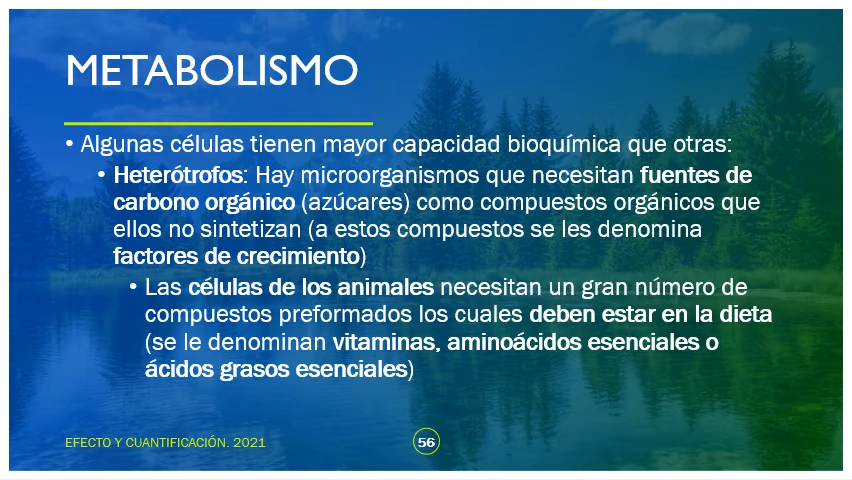 METABOLISMO
• Algunas células tienen mayor capacidad bioquímica que otras:
• Heterótrofos: Hay microorganismos que necesitan fuentes de
carbono orgánico (azúcares) como compuestos orgánicos que
ellos no sintetizan (a estos compuestos se les denomina
factores de crecimiento)
• Las células de los animales necesitan un gran número de
compuestos preformados los cuales deben estar en la dieta
(se le denominan vitaminas, aminoácidos esenciales o
ácidos grasos esenciales)
EFECTO Y CUANTIFICACIÓN. 2021
56